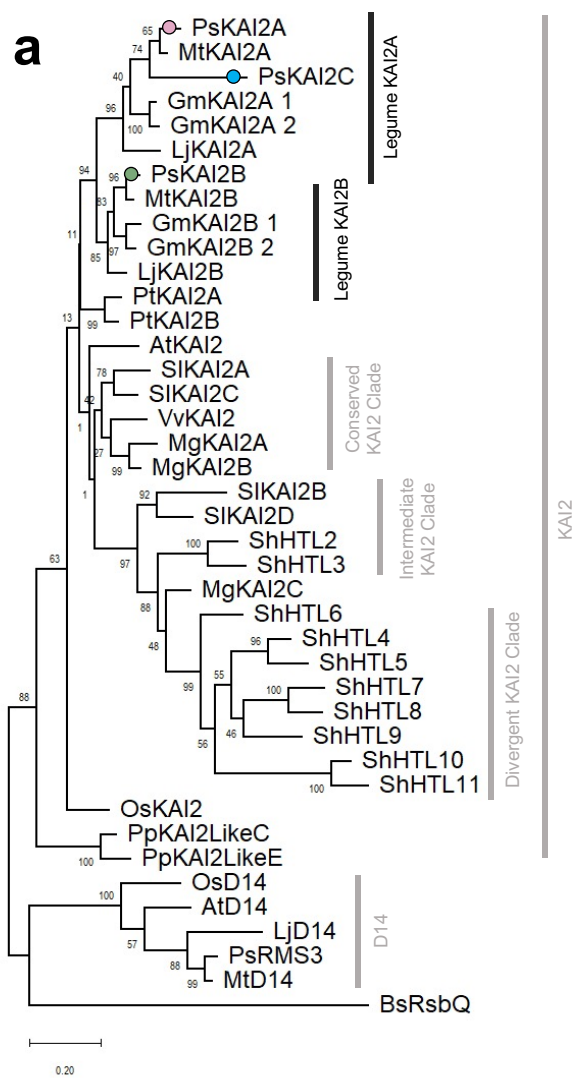 a
65
PsKAI2A
74
MtKAI2A
40
PsKAI2C
96
GmKAI2A 1
100
GmKAI2A 2
LjKAI2A
Legume KAI2A
94
96
PsKAI2B
83
MtKAI2B
GmKAI2B 1
97
GmKAI2B 2
85
LjKAI2B
Legume KAI2B
11
PtKAI2A
99
PtKAI2B
13
AtKAI2
78
SlKAI2A
42
SlKAI2C
1
VvKAI2
27
MgKAI2A
99
MgKAI2B
Conserved
KAI2 Clade
1
92
SlKAI2B
SlKAI2D
97
100
ShHTL2
ShHTL3
Intermediate
KAI2 Clade
KAI2
63
88
MgKAI2C
48
ShHTL6
99
96
ShHTL4
55
ShHTL5
100
ShHTL7
ShHTL8
46
ShHTL9
56
ShHTL10
100
ShHTL11
Divergent KAI2 Clade
88
OsKAI2
PpKAI2LikeC
100
PpKAI2LikeE
100
OsD14
AtD14
57
LjD14
88
PsRMS3
99
MtD14
D14
BsRsbQ
0.20